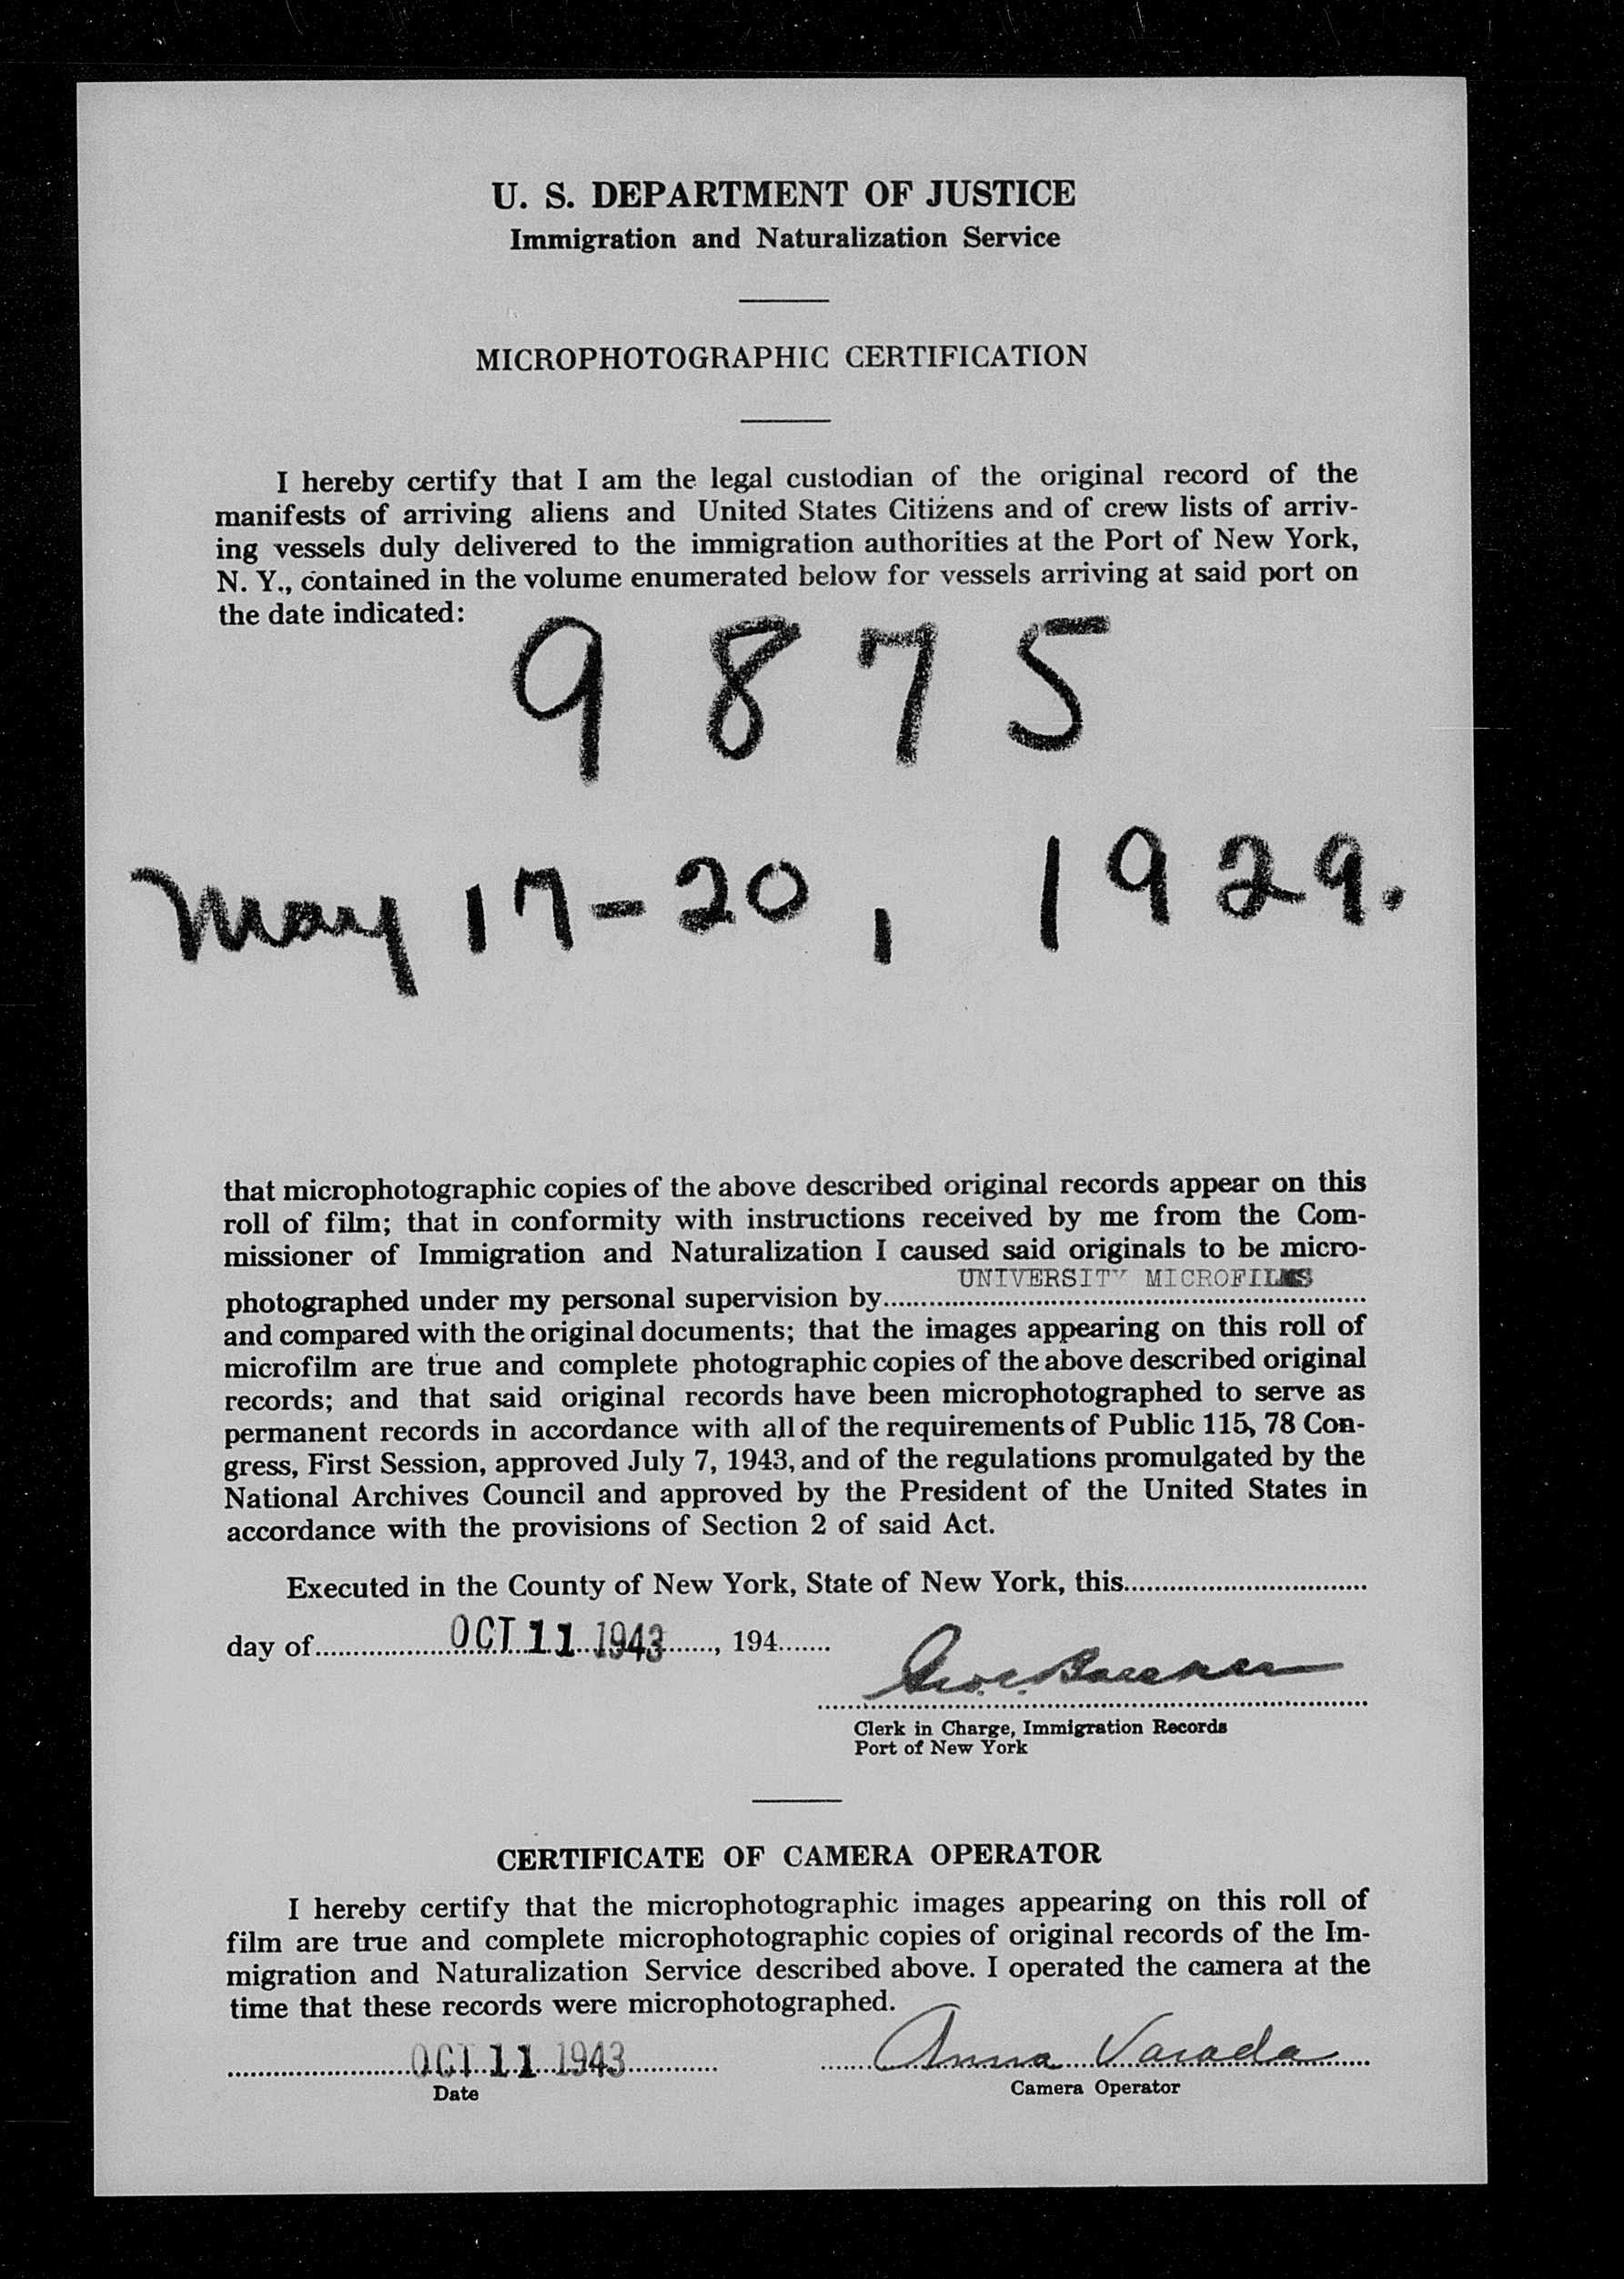 U. S. DEPARTMENT OF JUSTICE
Immigration and Naturalization Service
MICROPHOTOGRAPHIC CERTIFICATION
I hereby certify that I am the legal custodian of the original record of the
manifests of arriving aliens and United States Citizens and of crew lists of arriv-
ing vessels duly delivered to the immigration authorities at the Port of New York,
N. Y., contained in the volume enumerated below for vessels arriving at said port on
the date indicated:
9875
May 17-20, 1929.
that microphotographic copies of the above described original records appear on this
roll of film; that in conformity with instructions received by me from the Com-
missioner of Immigration and Naturalization I caused said originals to be micro-
UNIVERSITY MICROFILMS
photographed under my personal supervision by
and compared with the original documents; that the images appearing on this roll of
microfilm are true and complete photographic copies of the above described original
records; and that said original records have been microphotographed to serve as
permanent records in accordance with all of the requirements of Public 115, 78 Con-
gress, First Session, approved July 7, 1943, and of the regulations promulgated by the
National Archives Council and approved by the President of the United States in
accordance with the provisions of Section 2 of said Act.
Executed in the County of New York, State of New York, this
day of OCT 11 1943, 194
Clerk in Charge, Immigration Records
Port of New York
CERTIFICATE OF CAMERA OPERATOR
I hereby certify that the microphotographic images appearing on this roll of
film are true and complete microphotographic copies of original records of the Im-
migration and Naturalization Service described above. I operated the camera at the
time that these records were microphotographed.
OCT 11 1943 Anna Varada
Date Camera Operator